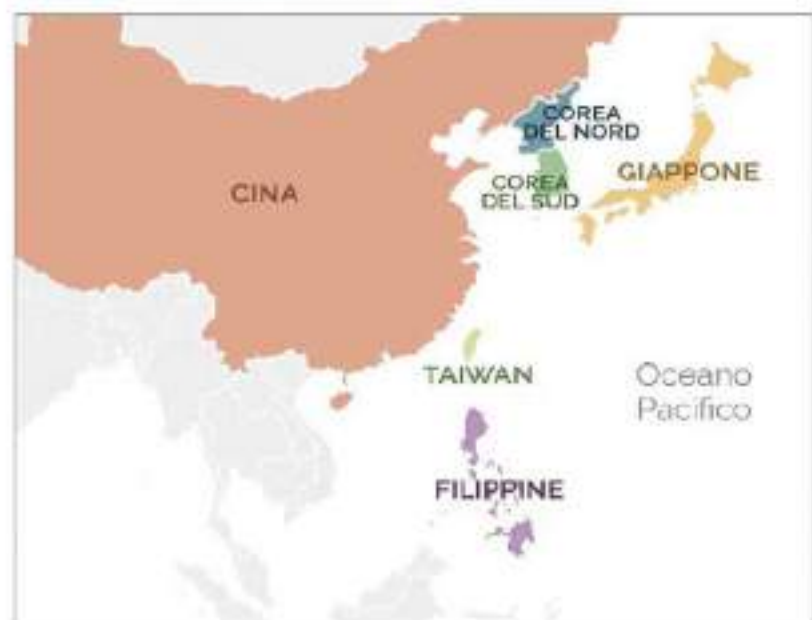 COREA
DEL NORD
GIAPPONE
COREA
DEL SUD
CINA
TAIWAN
Oceano
Pacifico
FILIPPINE